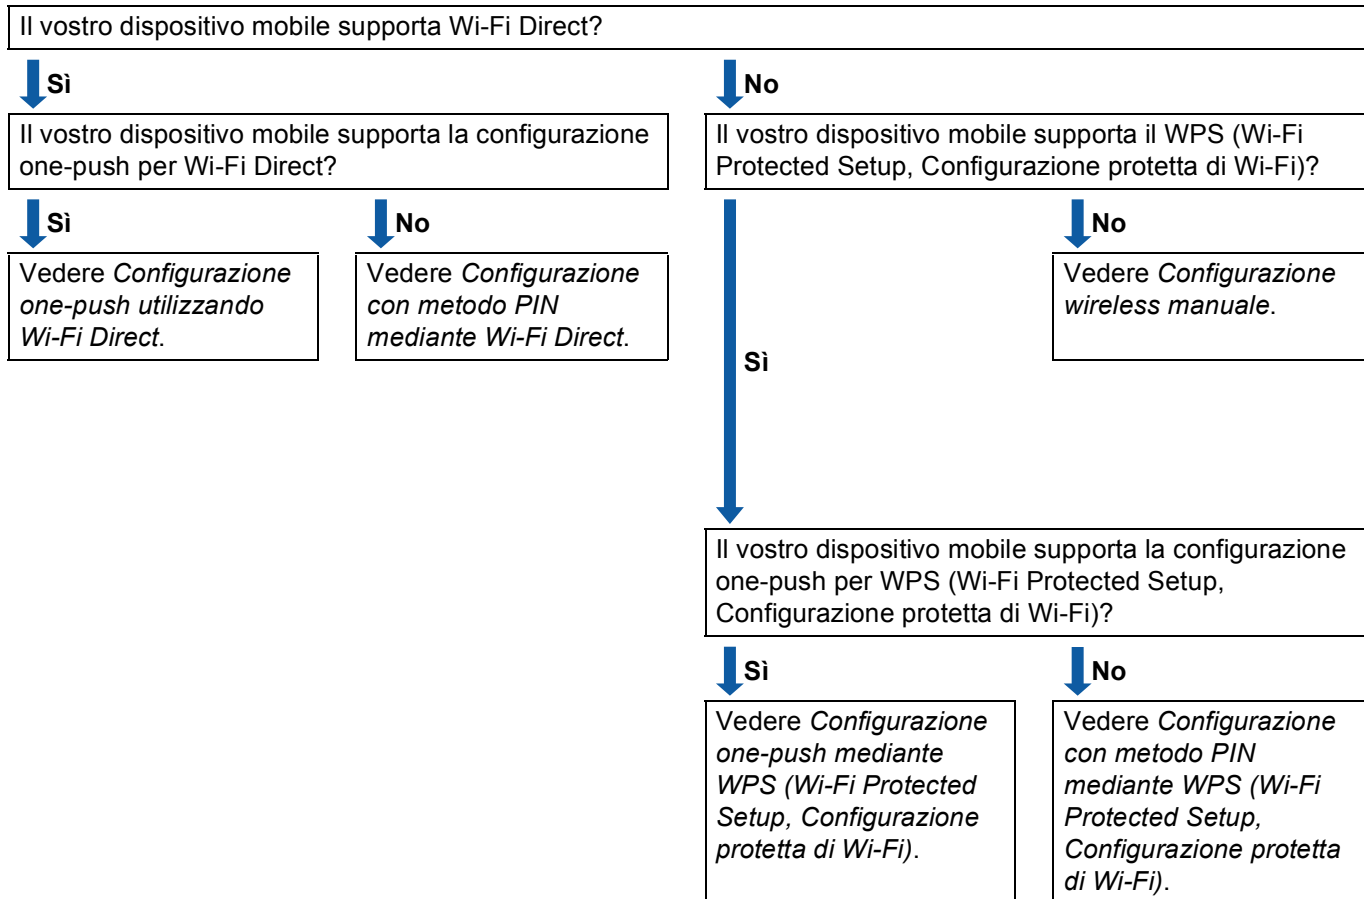 Il vostro dispositivo mobile supporta Wi-Fi Direct?
Sì
No
Il vostro dispositivo mobile supporta la configurazione
one-push per Wi-Fi Direct?
Il vostro dispositivo mobile supporta il WPS (Wi-Fi
Protected Setup, Configurazione protetta di Wi-Fi)?
Sì
No
No
Vedere Configurazione
one-push utilizzando
Wi-Fi Direct.
Vedere Configurazione
con metodo PIN
mediante Wi-Fi Direct.
Vedere Configurazione
wireless manuale.
Sì
Il vostro dispositivo mobile supporta la configurazione
one-push per WPS (Wi-Fi Protected Setup,
Configurazione protetta di Wi-Fi)?
Sì
No
Vedere Configurazione
one-push mediante
WPS (Wi-Fi Protected
Setup, Configurazione
protetta di Wi-Fi).
Vedere Configurazione
con metodo PIN
mediante WPS (Wi-Fi
Protected Setup,
Configurazione protetta
di Wi-Fi).